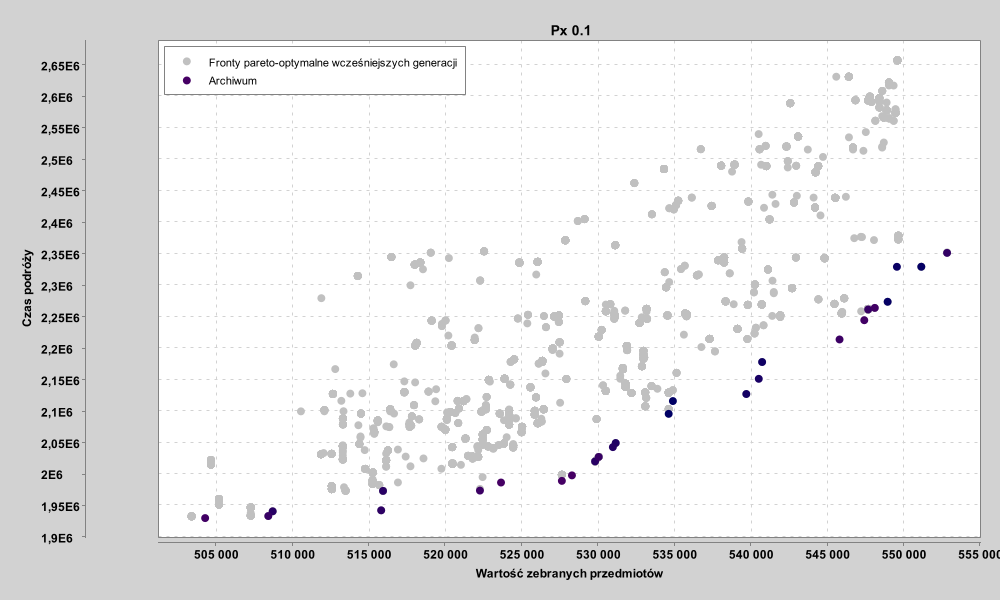 Px 0.1
Fronty pareto-optymalne wcześniejszych generacji
Archiwum
2,65E6
2,6E6
2,55E6
2,5E6
2,45E6
2,4E6
2,35E6
2,3E6
2,25E6
2,2E6
2,15E6
2,1E6
2,05E6
2E6
1,95E6
1,9E6
Czas podróży
505 000 510 000 515 000 520 000 525 000 530 000 535 000 540 000 545 000 550 000 555 000
Wartość zebranych przedmiotów